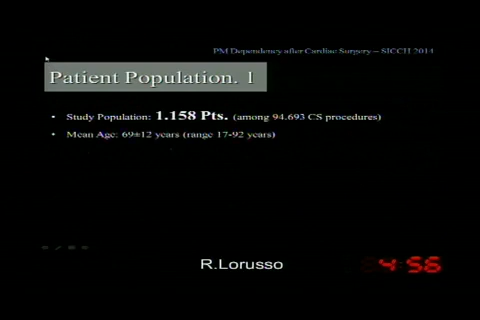 PM Dependency after Cardiac Surgery – SICCH 2014
Patient Population. 1
• Study Population: 1.158 Pts. (among 94.693 CS procedures)
• Mean Age: 69±12 years (range 17-92 years)
R.Lorusso
4:56